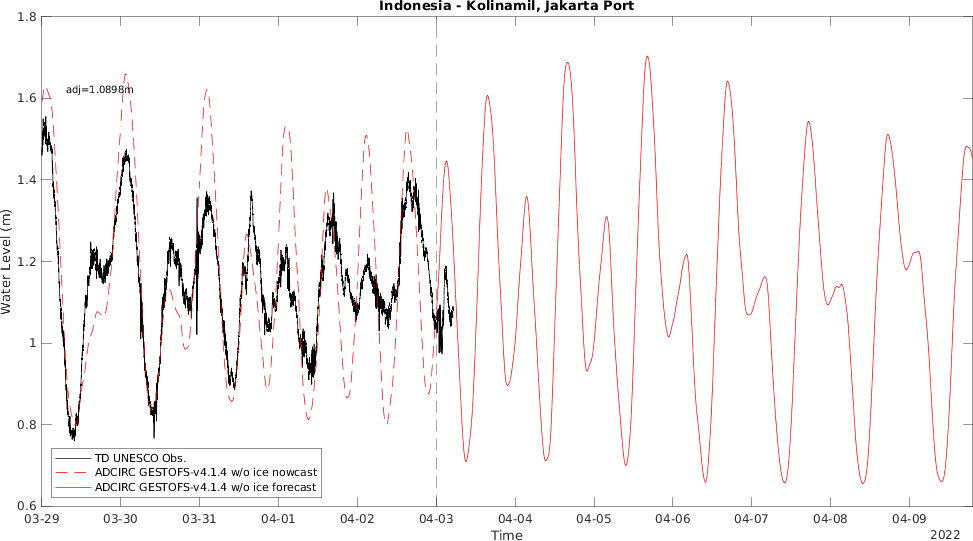 Indonesia - Kolinamil, Jakarta Port
1.8
1.6
1.4
1.2
1
0.8
0.6
Water Level (m)
adj=1.0898m
TD UNESCO Obs.
ADCIRC GESTOFS-v4.1.4 w/o ice nowcast
ADCIRC GESTOFS-v4.1.4 w/o ice forecast
03-29 03-30 03-31 04-01 04-02 04-03 04-04 04-05 04-06 04-07 04-08 04-09
Time
2022